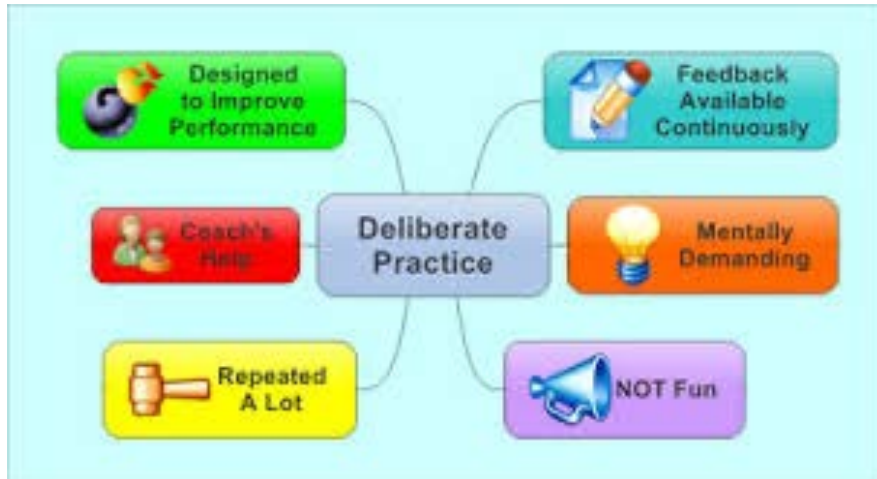 Designed
to Improve
Performance
Feedback
Available
Continuously
Coach's
Help
Deliberate
Practice
Mentally
Demanding
Repeated
A Lot
NOT Fun